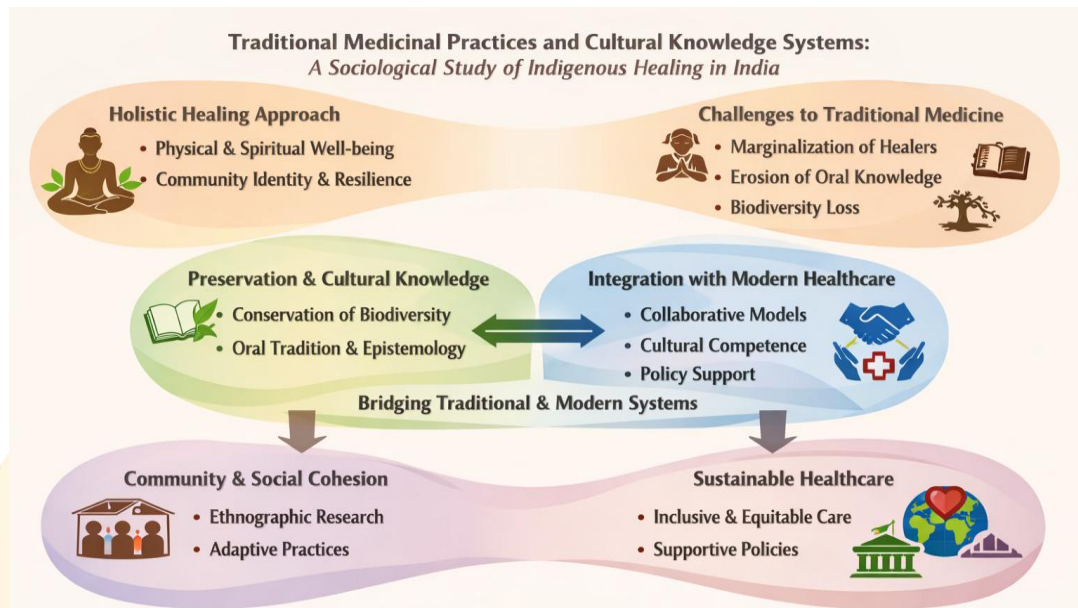 Traditional Medicinal Practices and Cultural Knowledge Systems:
A Sociological Study of Indigenous Healing in India
Holistic Healing Approach
• Physical & Spiritual Well-being
• Community Identity & Resilience
Challenges to Traditional Medicine
• Marginalization of Healers
• Erosion of Oral Knowledge
• Biodiversity Loss
Preservation & Cultural Knowledge
• Conservation of Biodiversity
• Oral Tradition & Epistemology
Integration with Modern Healthcare
• Collaborative Models
• Cultural Competence
• Policy Support
Bridging Traditional & Modern Systems
Community & Social Cohesion
• Ethnographic Research
• Adaptive Practices
Sustainable Healthcare
• Inclusive & Equitable Care
• Supportive Policies